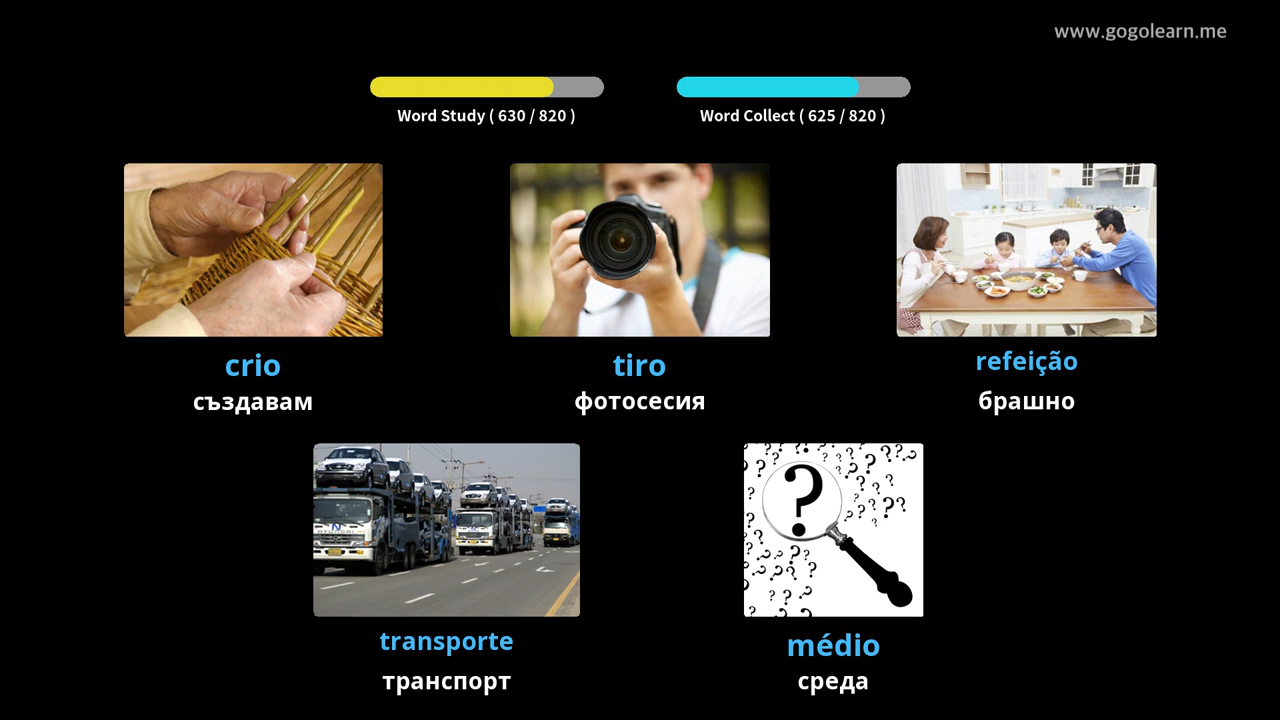 www.gogolearn.me
Word Study ( 630 / 820 )
Word Collect ( 625 / 820 )
crio
създавам
tiro
фотосесия
refeição
брашно
transporte
транспорт
médio
среда